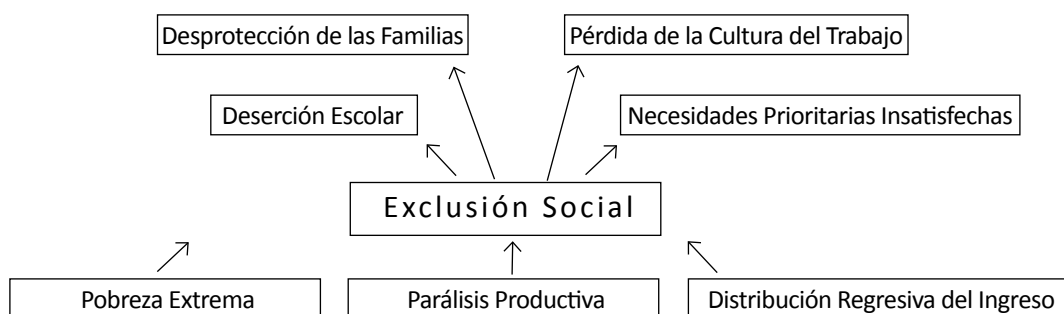 Desprotección de las Familias
Pérdida de la Cultura del Trabajo
Deserción Escolar
Necesidades Prioritarias Insatisfechas
Exclusión Social
Pobreza Extrema
Parálisis Productiva
Distribución Regresiva del Ingreso